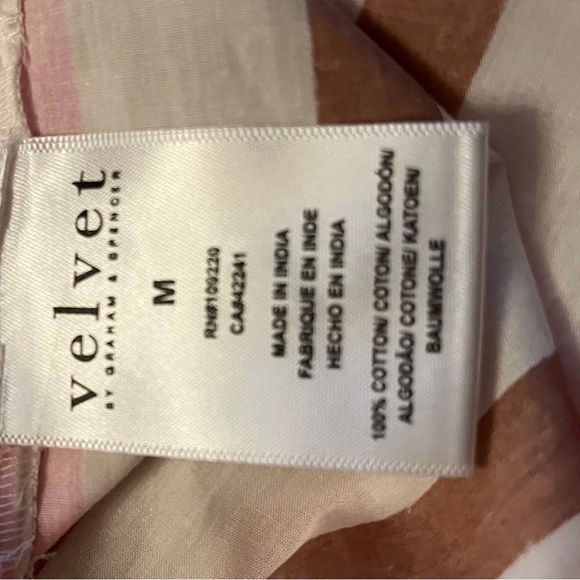 velvet
BY GRAHAM & SPENCER
M
RN#109220
CA#42241
MADE IN INDIA
FABRIQUE EN INDE
HECHO EN INDIA
100% COTTON/ COTON/ ALGODÓN/
ALGODÃO/ COTONE/ KATOEN/
BAUMWOLLE